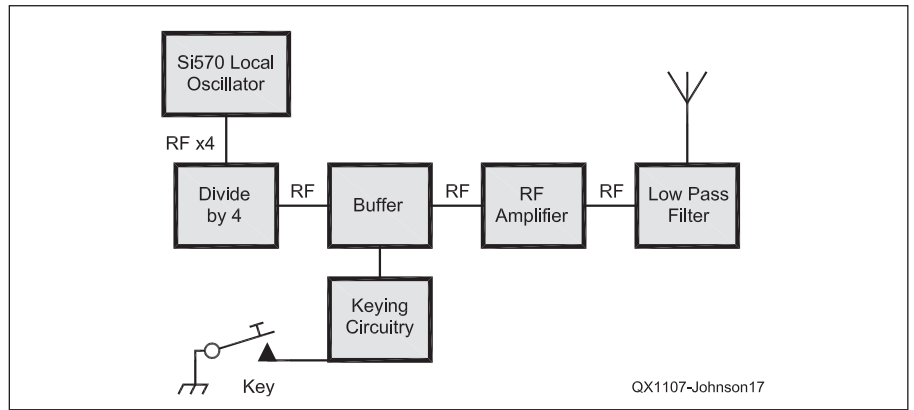 Si570 Local
Oscillator
RF x4
Divide
by 4
RF
Buffer
RF
RF
Amplifier
RF
Low Pass
Filter
Keying
Circuitry
Key
QX1107-Johnson17